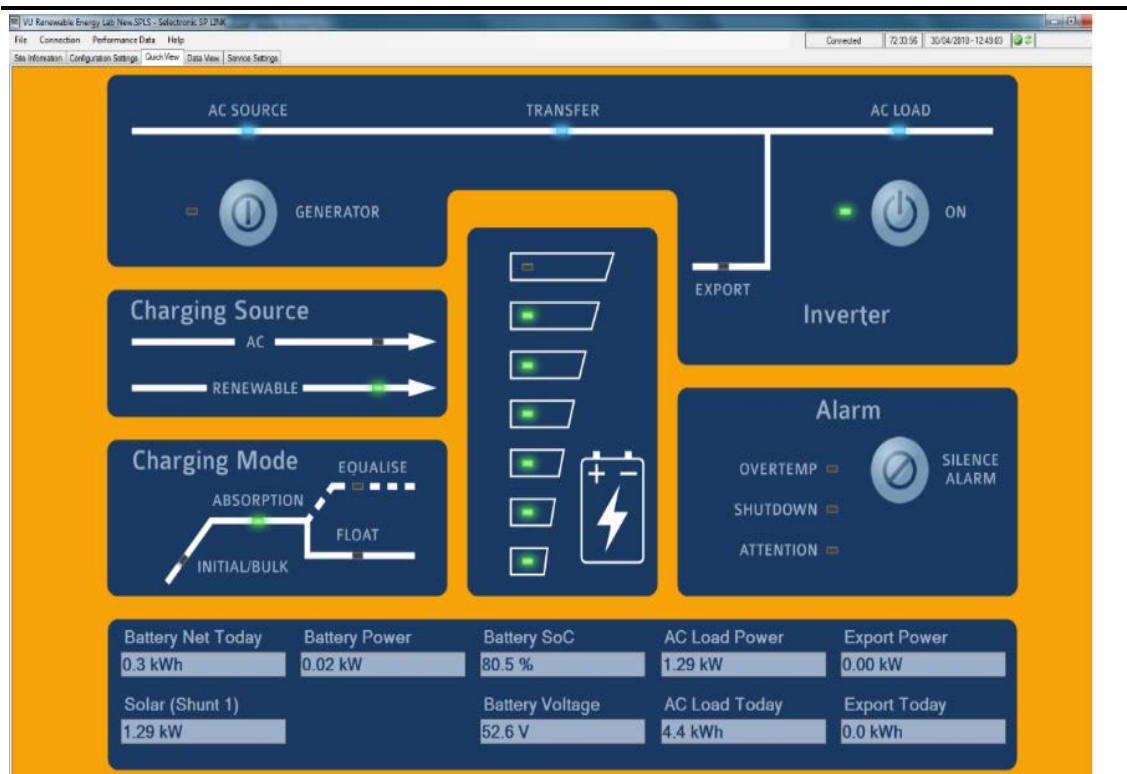 VU Renewable Energy Lab New.SPLS - Selectronic SP LINK
File Connection Performance Data Help
Connected 72:33:56 30/04/2018 - 12:49:03
Site Information Configuration Settings Quick View Data View Service Settings
AC SOURCE TRANSFER AC LOAD
GENERATOR ON
EXPORT
Inverter
Charging Source
AC
RENEWABLE
Charging Mode
EQUALISE
ABSORPTION
FLOAT
INITIAL/BULK
Alarm
OVERTEMP
SILENCE
ALARM
SHUTDOWN
ATTENTION
Battery Net Today Battery Power Battery SoC AC Load Power Export Power
0.3 kWh 0.02 kW 80.5 % 1.29 kW 0.00 kW
Solar (Shunt 1) Battery Voltage AC Load Today Export Today
1.29 kW 52.6 V 4.4 kWh 0.0 kWh